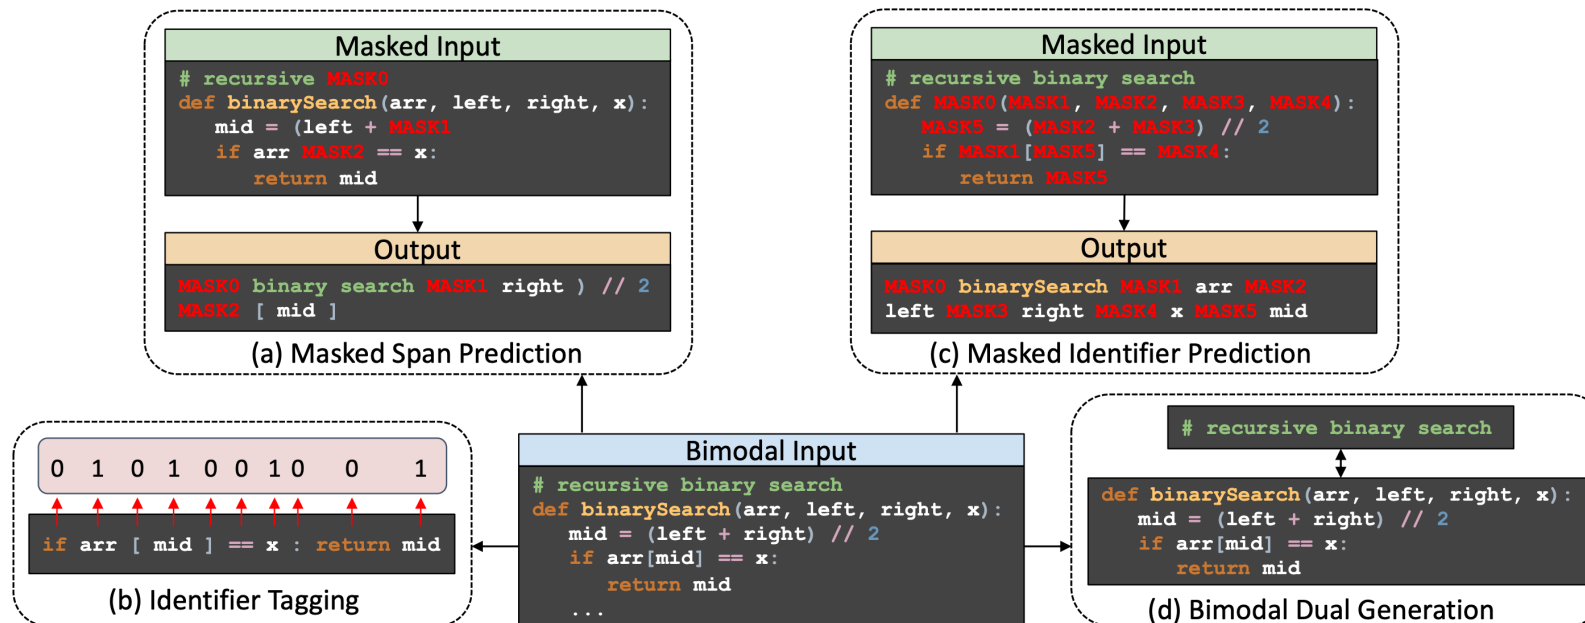 Masked Input
# recursive MASK0
def binarySearch(arr, left, right, x):
mid = (left + MASK1
if arr MASK2 == x:
return mid
Output
MASK0 binary search MASK1 right ) // 2
MASK2 [ mid ]
(a) Masked Span Prediction
Masked Input
# recursive binary search
def MASK0(MASK1, MASK2, MASK3, MASK4):
MASK5 = (MASK2 + MASK3) // 2
if MASK1[MASK5] == MASK4:
return MASK5
Output
MASK0 binarySearch MASK1 arr MASK2
left MASK3 right MASK4 x MASK5 mid
(c) Masked Identifier Prediction
0 1 0 1 0 0 1 0 0 1
if arr [ mid ] == x : return mid
(b) Identifier Tagging
Bimodal Input
# recursive binary search
def binarySearch(arr, left, right, x):
mid = (left + right) // 2
if arr[mid] == x:
return mid
...
# recursive binary search
def binarySearch(arr, left, right, x):
mid = (left + right) // 2
if arr[mid] == x:
return mid
(d) Bimodal Dual Generation